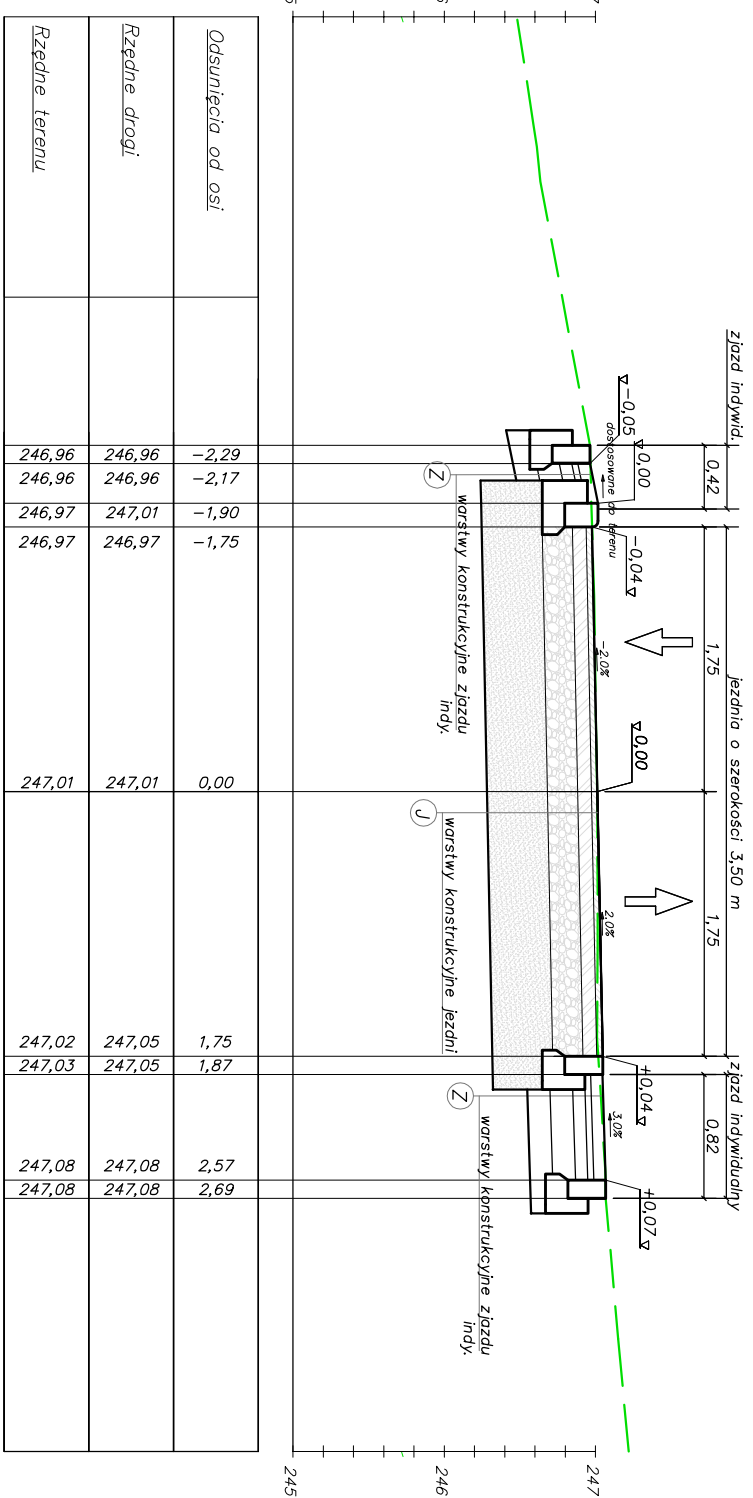 zjazd indywid.
jezdnia o szerokości 3,50 m
zjazd indywidualny
0,42
1,75
1,75
0,82
-0,05
0,00
dostosowane do terenu
-0,04
0,00
+0,04
+0,07
-2.0%
2.0%
3.0%
Z
warstwy konstrukcyjne zjazdu
indy.
J
warstwy konstrukcyjne jezdni
Z
warstwy konstrukcyjne zjazdu
indy.
247
246
245
Odsunięcia od osi
-2,29
-2,17
-1,90
-1,75
0,00
1,75
1,87
2,57
2,69
Rzędne drogi
246,96
246,96
247,01
246,97
247,01
247,05
247,05
247,08
247,08
Rzędne terenu
246,96
246,96
246,97
246,97
247,01
247,02
247,03
247,08
247,08